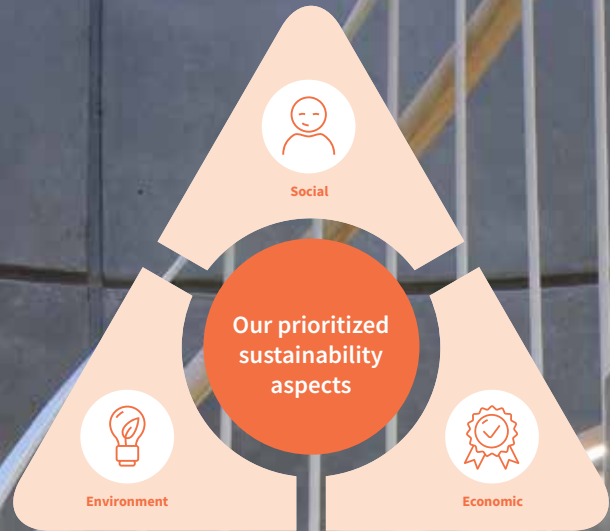 Social
Our prioritized
sustainability
aspects
Environment
Economic